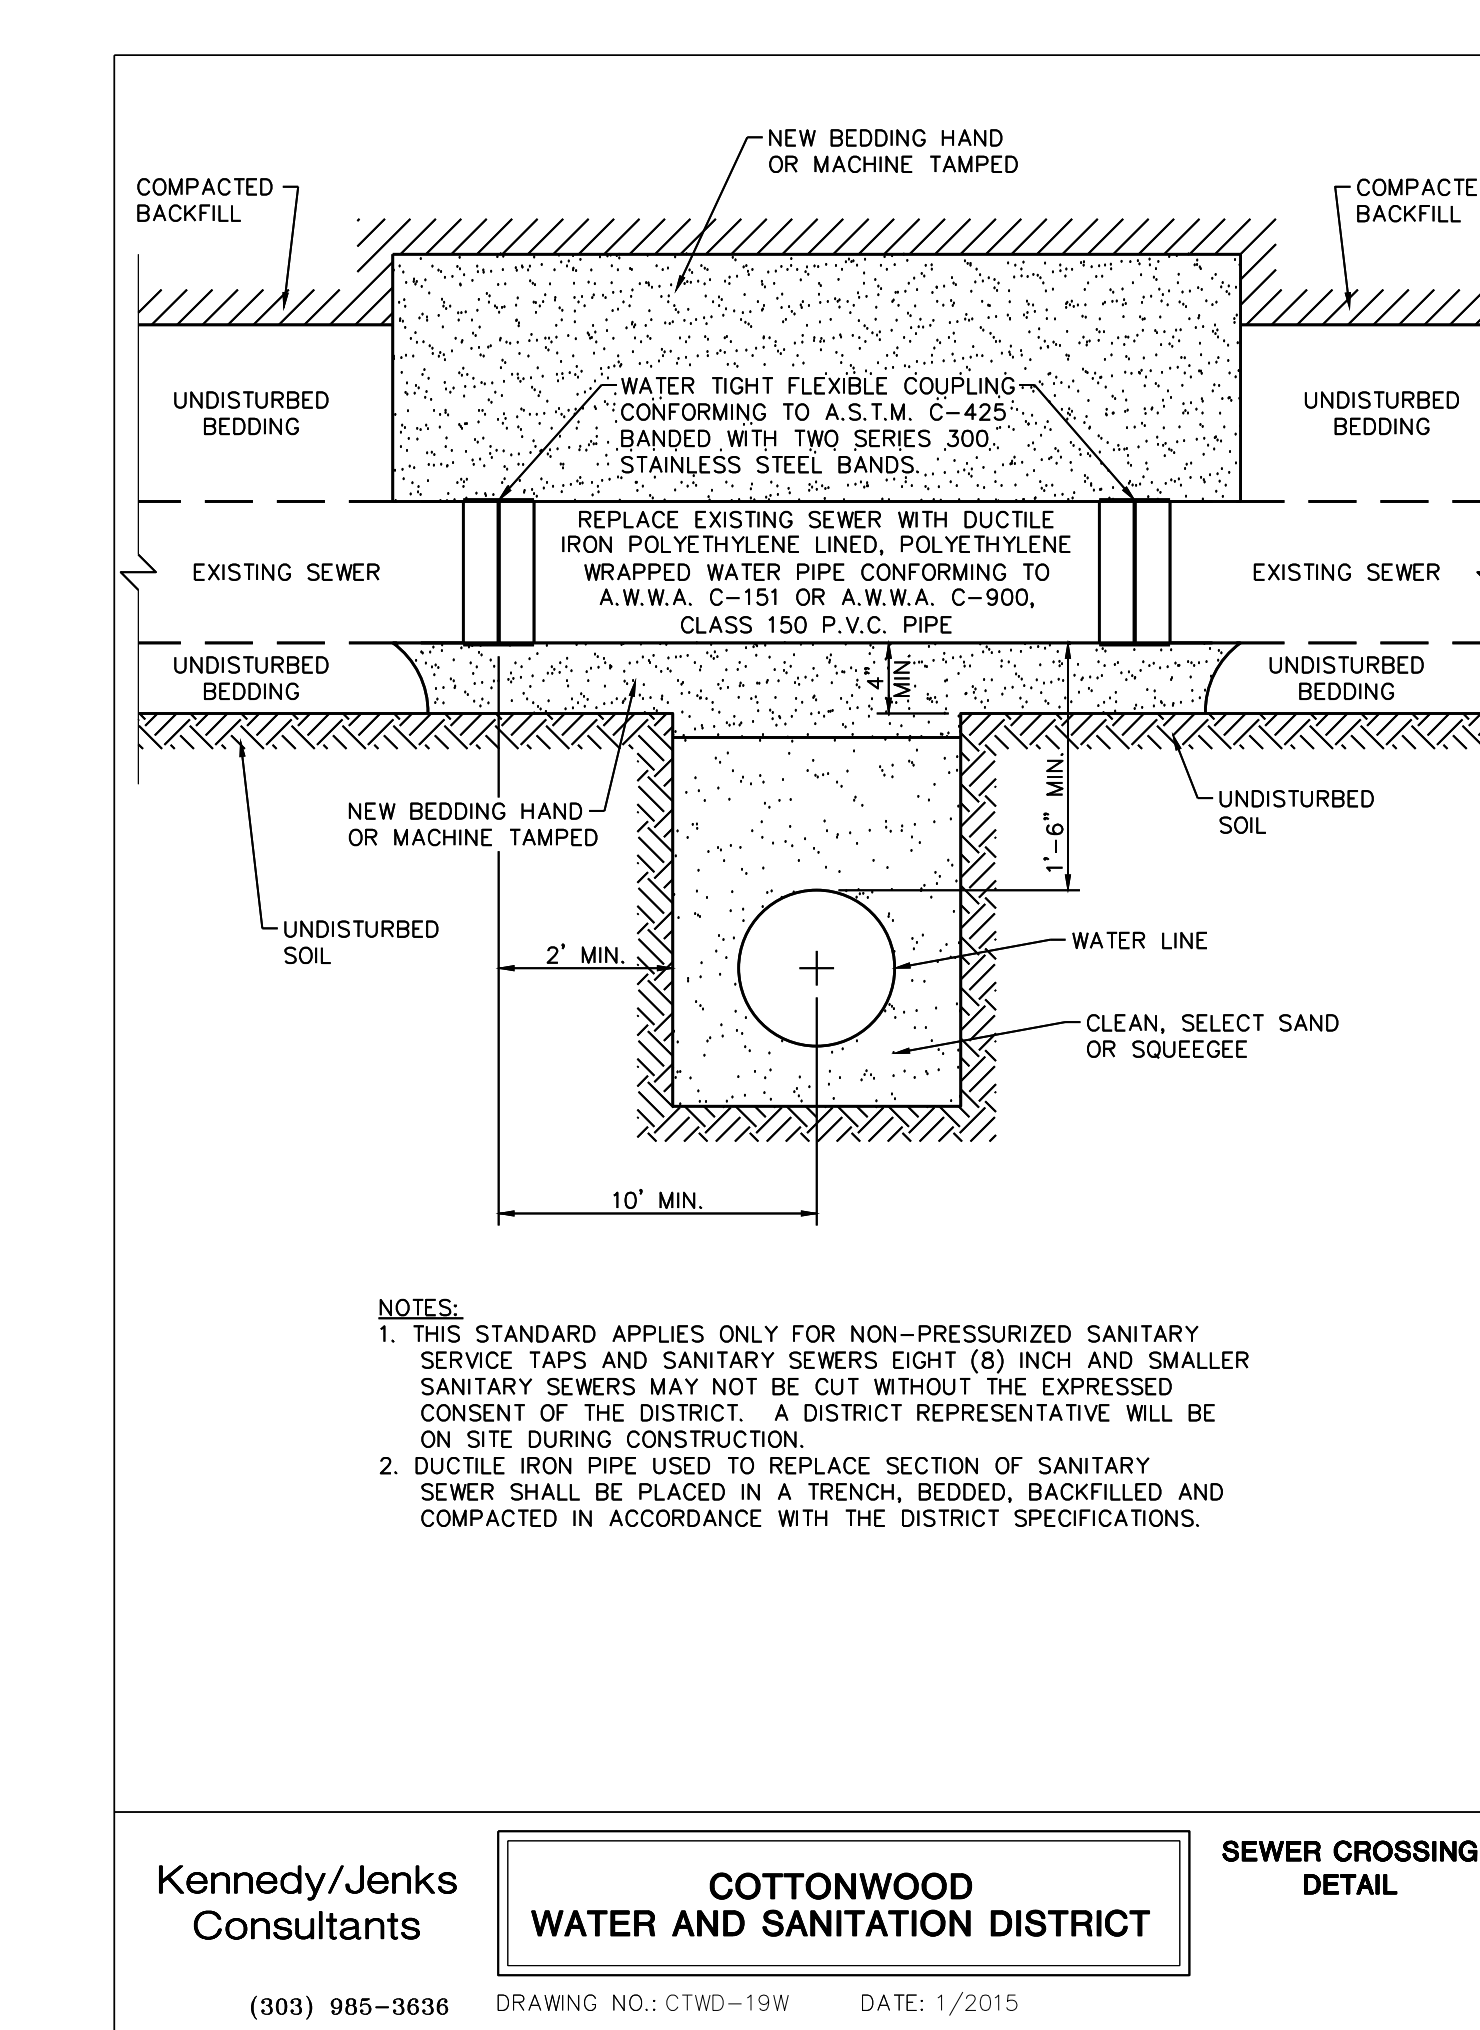 NEW BEDDING HAND
OR MACHINE TAMPED
COMPACTED
BACKFILL
COMPACTE
BACKFILL
UNDISTURBED
BEDDING
WATER TIGHT FLEXIBLE COUPLING
CONFORMING TO A.S.T.M. C-425
BANDED WITH TWO SERIES 300
STAINLESS STEEL BANDS.
UNDISTURBED
BEDDING
EXISTING SEWER
REPLACE EXISTING SEWER WITH DUCTILE
IRON POLYETHYLENE LINED, POLYETHYLENE
WRAPPED WATER PIPE CONFORMING TO
A.W.W.A. C-151 OR A.W.W.A. C-900,
CLASS 150 P.V.C. PIPE
EXISTING SEWER
UNDISTURBED
BEDDING
4"
MIN
UNDISTURBED
BEDDING
1'-6" MIN.
NEW BEDDING HAND
OR MACHINE TAMPED
UNDISTURBED
SOIL
UNDISTURBED
SOIL
2' MIN.
WATER LINE
CLEAN, SELECT SAND
OR SQUEEGEE
10' MIN.
NOTES:
1. THIS STANDARD APPLIES ONLY FOR NON-PRESSURIZED SANITARY
SERVICE TAPS AND SANITARY SEWERS EIGHT (8) INCH AND SMALLER
SANITARY SEWERS MAY NOT BE CUT WITHOUT THE EXPRESSED
CONSENT OF THE DISTRICT. A DISTRICT REPRESENTATIVE WILL BE
ON SITE DURING CONSTRUCTION.
2. DUCTILE IRON PIPE USED TO REPLACE SECTION OF SANITARY
SEWER SHALL BE PLACED IN A TRENCH, BEDDED, BACKFILLED AND
COMPACTED IN ACCORDANCE WITH THE DISTRICT SPECIFICATIONS.
Kennedy/Jenks
Consultants
(303) 985-3636
COTTONWOOD
WATER AND SANITATION DISTRICT
DRAWING NO.: CTWD-19W DATE: 1/2015
SEWER CROSSING
DETAIL